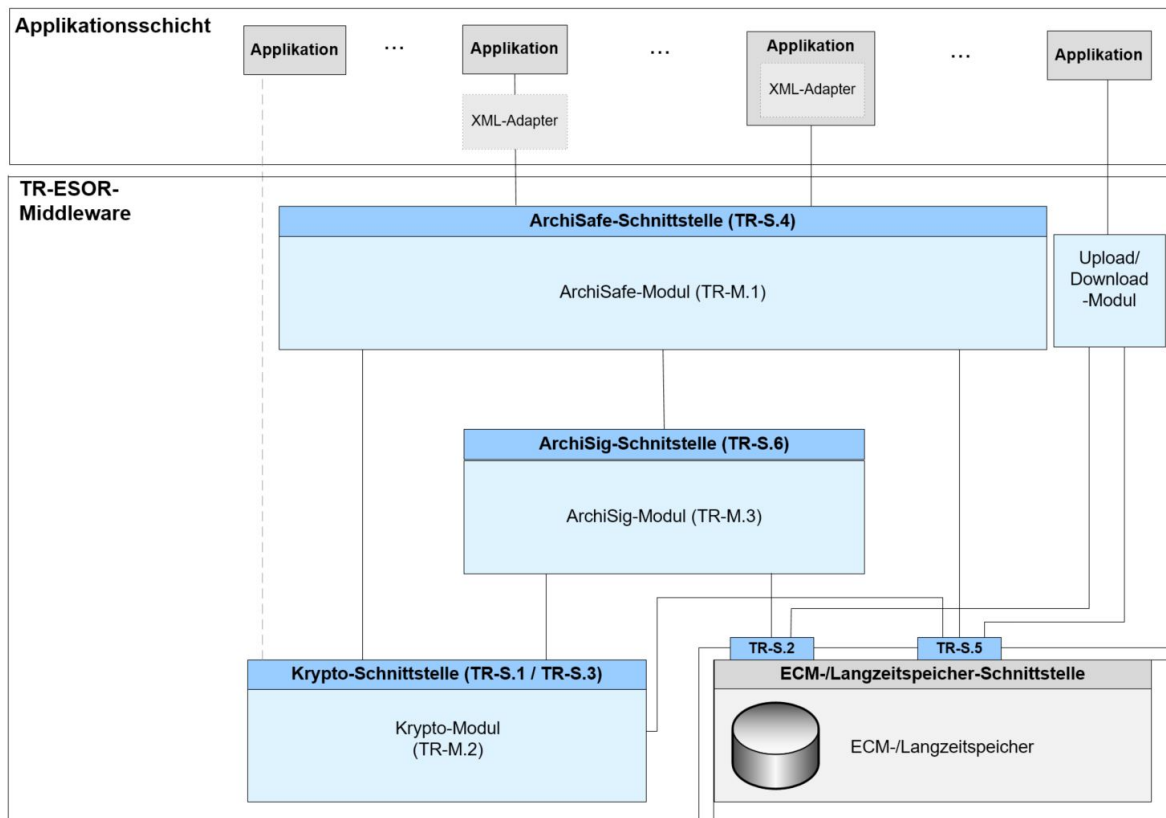 Applikationsschicht
Applikation
...
Applikation
...
Applikation
...
Applikation
XML-Adapter
XML-Adapter
TR-ESOR-
Middleware
ArchiSafe-Schnittstelle (TR-S.4)
ArchiSafe-Modul (TR-M.1)
Upload/
Download
-Modul
ArchiSig-Schnitstelle (TR-S.6)
ArchiSig-Modul (TR-M.3)
TR-S.2
TR-S.5
Krypto-Schnittstelle (TR-S.1 / TR-S.3)
ECM-/Langzeitspeicher-Schnittstelle
Krypto-Modul
(TR-M.2)
ECM-/Langzeitspeicher